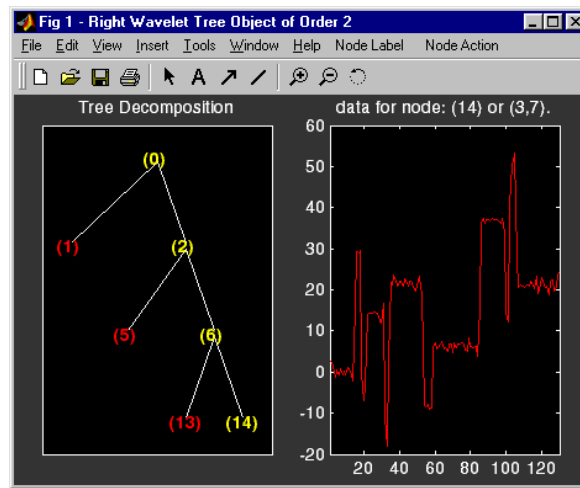 Fig 1 - Right Wavelet Tree Object of Order 2
File Edit View Insert Tools Window Help Node Label Node Action
A
Tree Decomposition
(0)
(1)
(2)
(5)
(6)
(13)
(14)
data for node: (14) or (3,7).
60
50
40
30
20
10
0
-10
-20
20 40 60 80 100 120